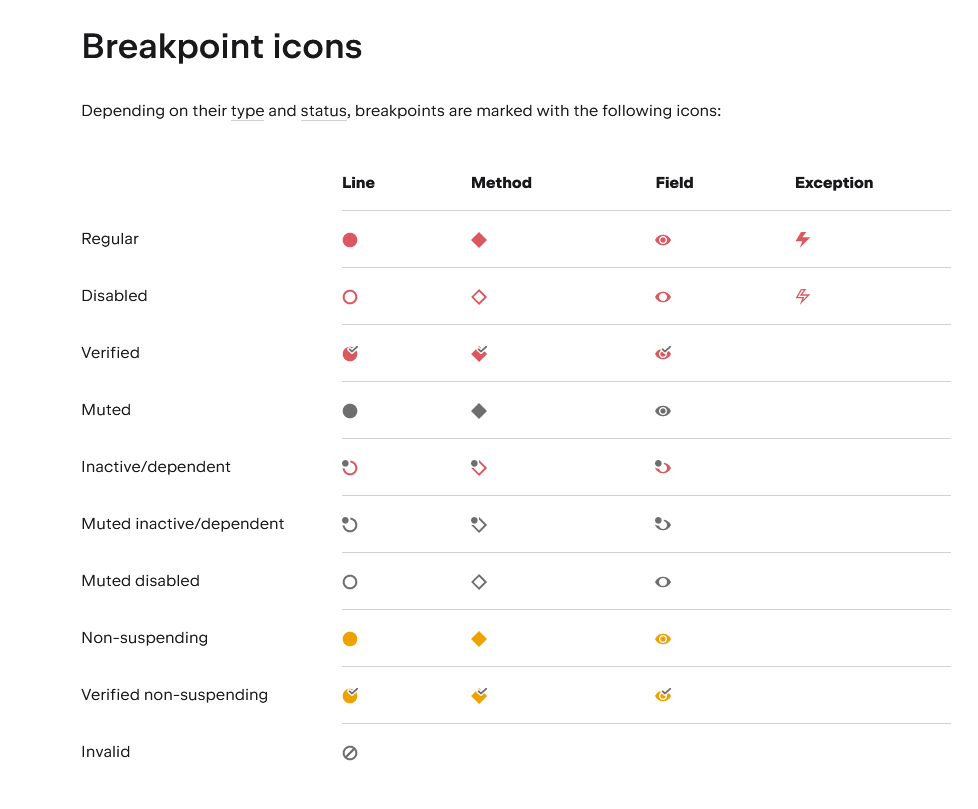 Breakpoint icons
Depending on their type and status, breakpoints are marked with the following icons:
Line Method Field Exception
Regular
Disabled
Verified
Muted
Inactive/dependent
Muted inactive/dependent
Muted disabled
Non-suspending
Verified non-suspending
Invalid